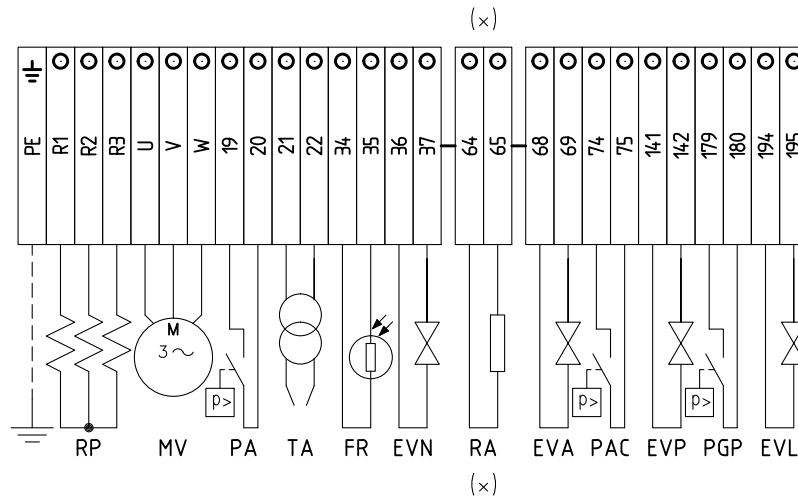 (x)
PE R1 R2 R3 U V W 19 20 21 22 34 35 36 37 64 65 68 69 74 75 141 142 179 180 194 195
M
3~
p> p> p>
RP MV PA TA FR EVN RA EVA PAC EVP PGP EVL
(x)